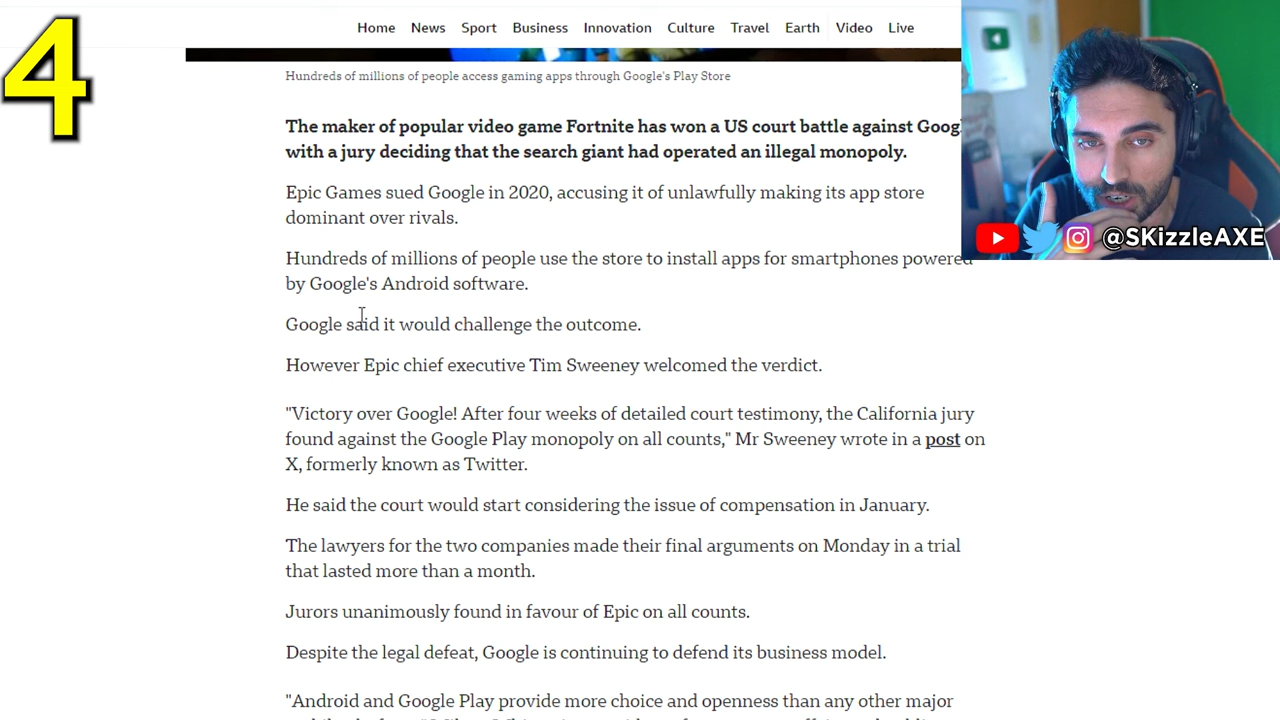 4
Home News Sport Business Innovation Culture Travel Earth Video Live
Hundreds of millions of people access gaming apps through Google's Play Store
The maker of popular video game Fortnite has won a US court battle against
with a jury deciding that the search giant had operated an illegal monopoly.
Epic Games sued Google in 2020, accusing it of unlawfully making its app store
dominant over rivals.
Hundreds of millions of people use the store to install apps for smartphones powered
by Google's Android software.
Google said it would challenge the outcome.
However Epic chief executive Tim Sweeney welcomed the verdict.
"Victory over Google! After four weeks of detailed court testimony, the California jury
found against the Google Play monopoly on all counts," Mr Sweeney wrote in a post on
X, formerly known as Twitter.
He said the court would start considering the issue of compensation in January.
The lawyers for the two companies made their final arguments on Monday in a trial
that lasted more than a month.
Jurors unanimously found in favour of Epic on all counts.
Despite the legal defeat, Google is continuing to defend its business model.
"Android and Google Play provide more choice and openness than any other major
@SKizzleAXE